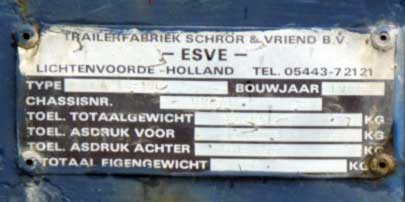 TRAILERFABRIEK SCHRÖR & VRIEND B.V.
- ESVE -
LICHTENVOORDE - HOLLAND TEL. 05443-72121
TYPE BOUWJAAR
CHASSISNR.
TOEL. TOTAALGEWICHT KG
TOEL. ASDRUK VOOR KG
TOEL. ASDRUK ACHTER KG
TOTAAL EIGENGEWICHT KG